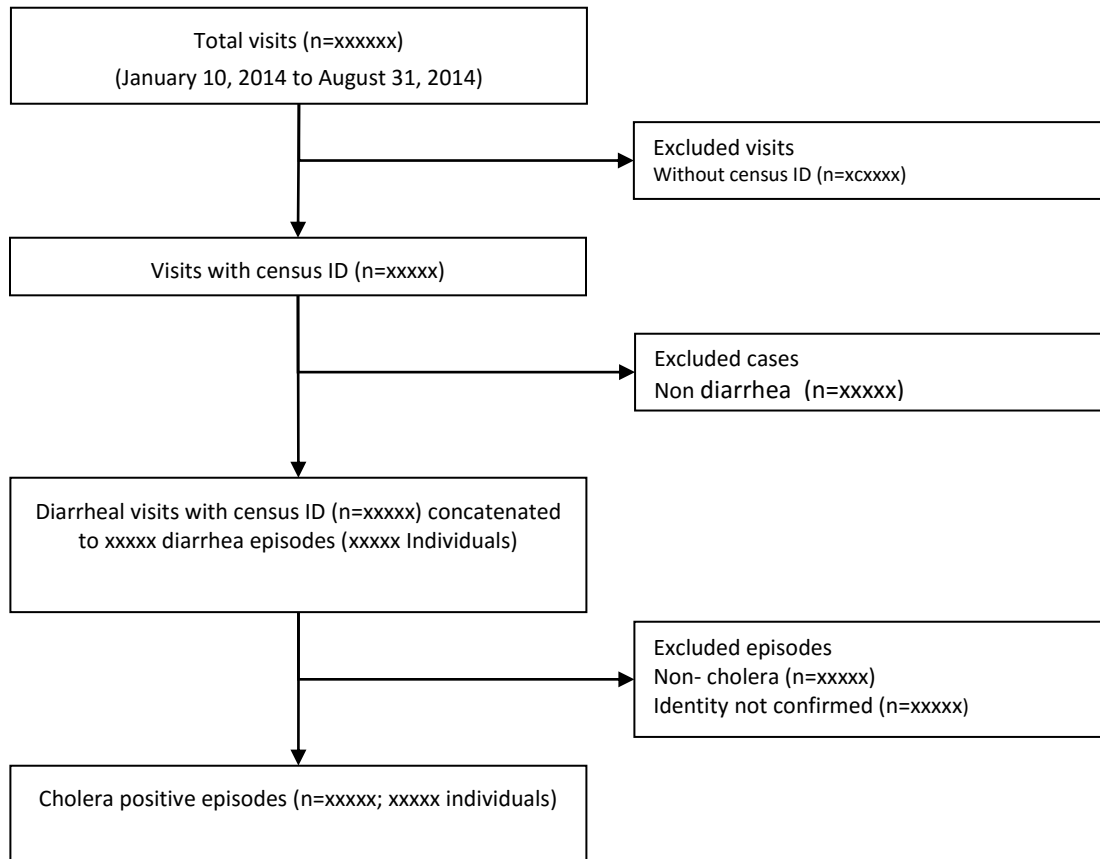 Total visits (n=xxxxxx)
(January 10, 2014 to August 31, 2014)
Excluded visits
Without census ID (n=xcxxxx)
Visits with census ID (n=xxxxx)
Excluded cases
Non diarrhea (n=xxxxx)
Diarrheal visits with census ID (n=xxxxx) concatenated
to xxxxx diarrhea episodes (xxxxx Individuals)
Excluded episodes
Non- cholera (n=xxxxx)
Identity not confirmed (n=xxxxx)
Cholera positive episodes (n=xxxxx; xxxxx individuals)